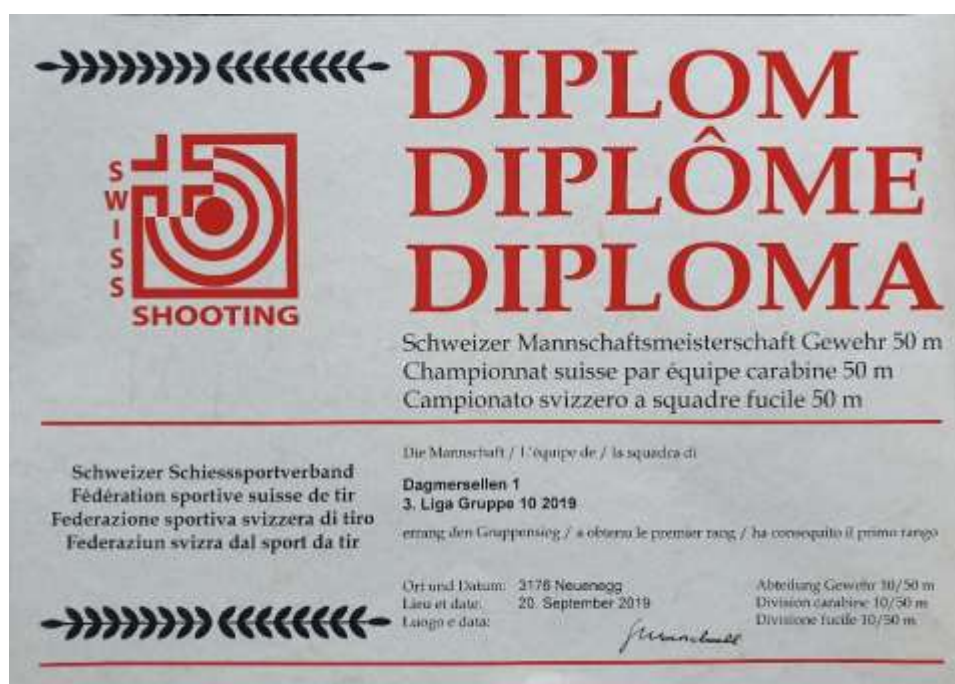 DIPLOM
DIPLÔME
DIPLOMA
SWISS
SHOOTING
Schweizer Mannschaftsmeisterschaft Gewehr 50 m
Championnat suisse par équipe carabine 50 m
Campionato svizzero a squadre fucile 50 m
Schweizer Schiesssportverband
Fédération sportive suisse de tir
Federazione sportiva svizzera di tiro
Federaziun svizra dal sport da tir
Die Mannschaft / L'équipe de / la squadra di
Dagmersellen 1
3. Liga Gruppe 10 2019
errang den Gruppensieg / a obtenu le premier rang / ha conseguito il primo rango
Ort und Datum: 3176 Neuenegg
Lieu et date: 20. September 2019
Luogo e data:
Abteilung Gewehr 10/50 m
Division carabine 10/50 m
Divisione fucile 10/50 m